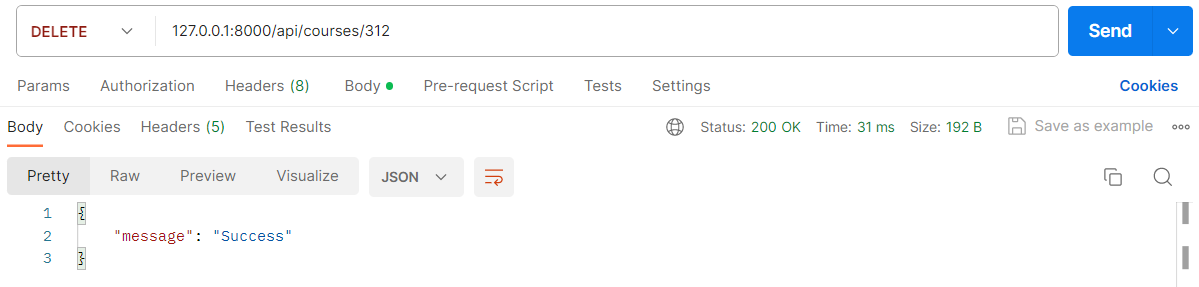 DELETE 127.0.0.1:8000/api/courses/312 Send
Params Authorization Headers (8) Body Pre-request Script Tests Settings Cookies
Body Cookies Headers (5) Test Results Status: 200 OK Time: 31 ms Size: 192 B Save as example
Pretty Raw Preview Visualize JSON
1 {
2 "message": "Success"
3 }